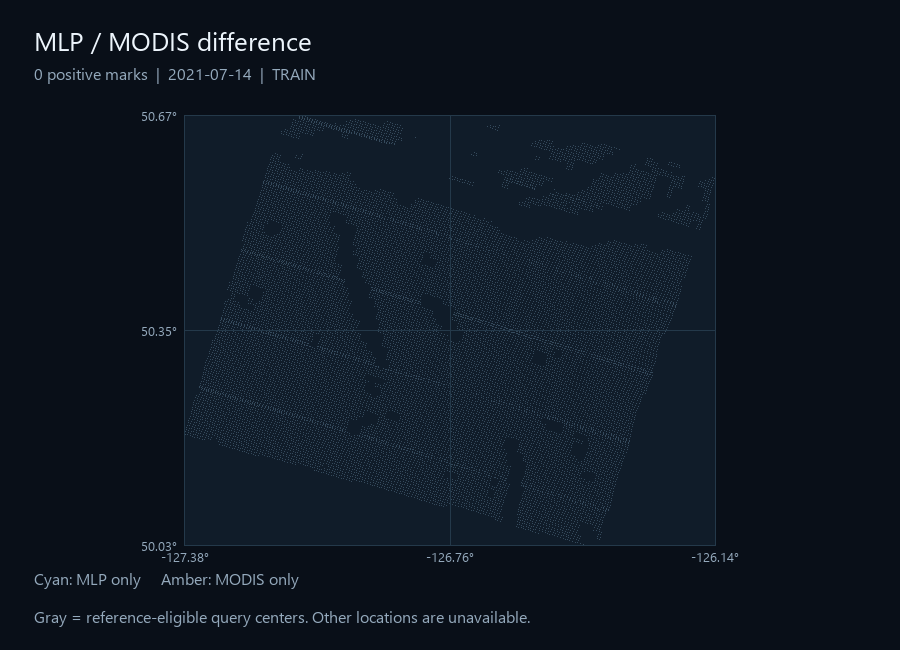 MLP / MODIS difference
0 positive marks | 2021-07-14 | TRAIN
50.67°
50.35°
50.03°
-127.38° -126.76° -126.14°
Cyan: MLP only Amber: MODIS only
Gray = reference-eligible query centers. Other locations are unavailable.